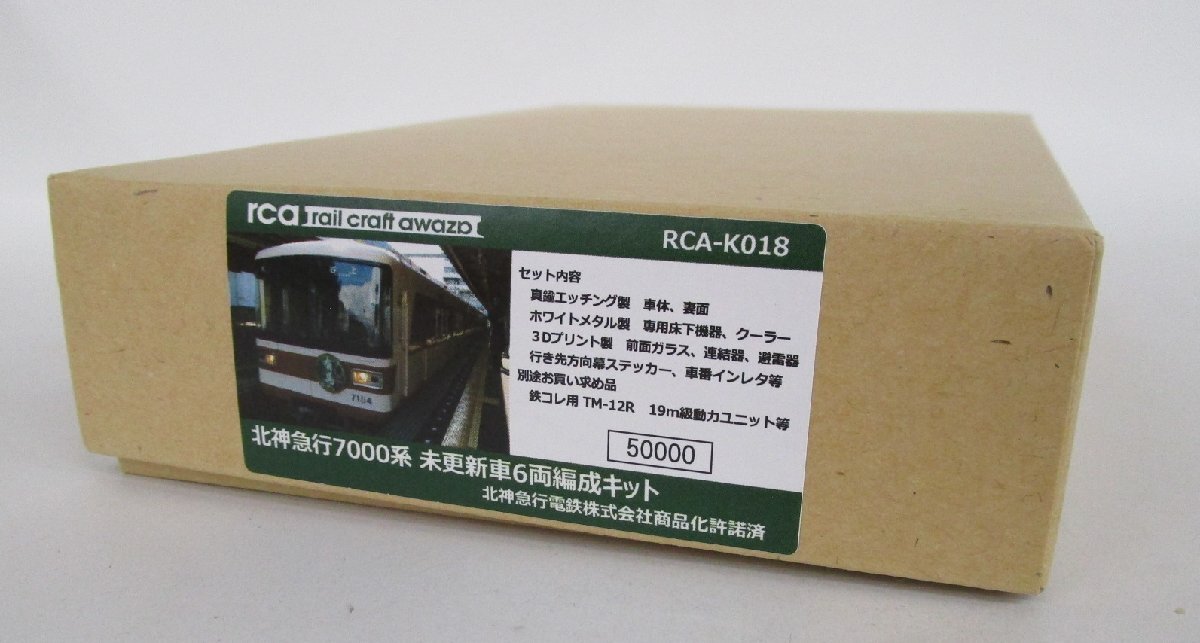 rca rail craft awazp
RCA-K018
セット内容
真鍮エッチング製 車体、妻面
ホワイトメタル製 専用床下機器、クーラー
3Dプリント製 前面ガラス、連結器、避雷器
行き先方向幕ステッカー、車番インレタ等
別途お買い求め品
鉄コレ用 TM-12R 19m級動力ユニット等
50000
7104
北神急行7000系 未更新車6両編成キット
北神急行電鉄株式会社商品化許諾済